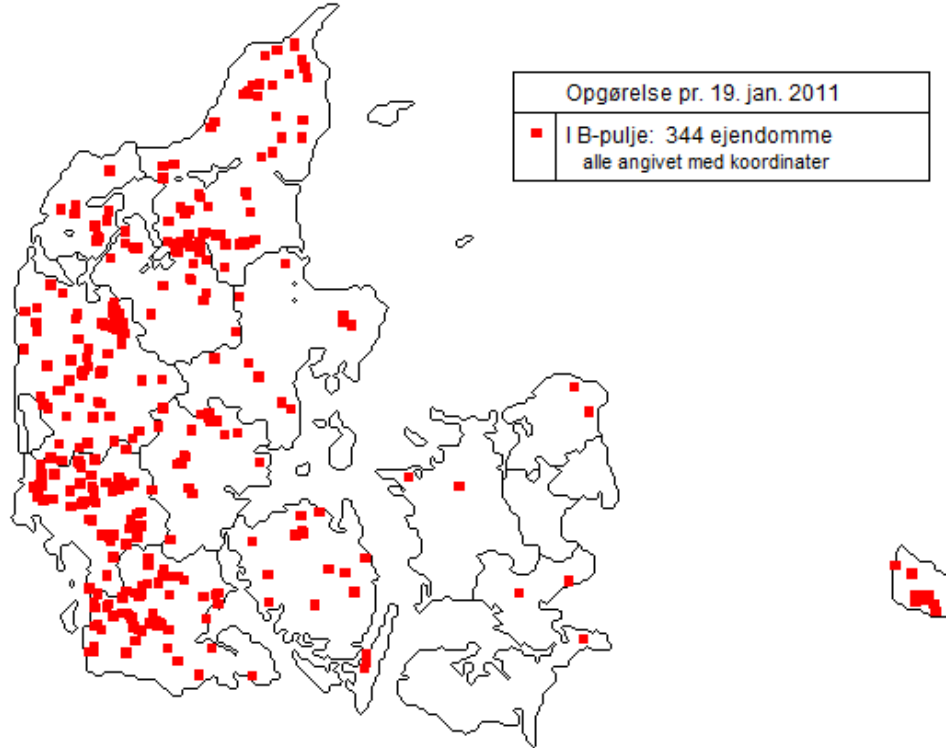 Opgørelse pr. 19. jan. 2011
I B-pulje: 344 ejendomme
alle angivet med koordinater